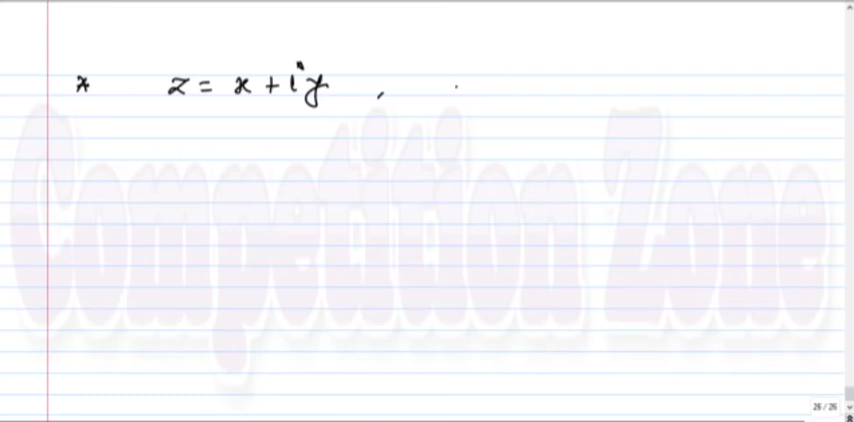 * z = x + iy ,
Competition Zone
26 / 26